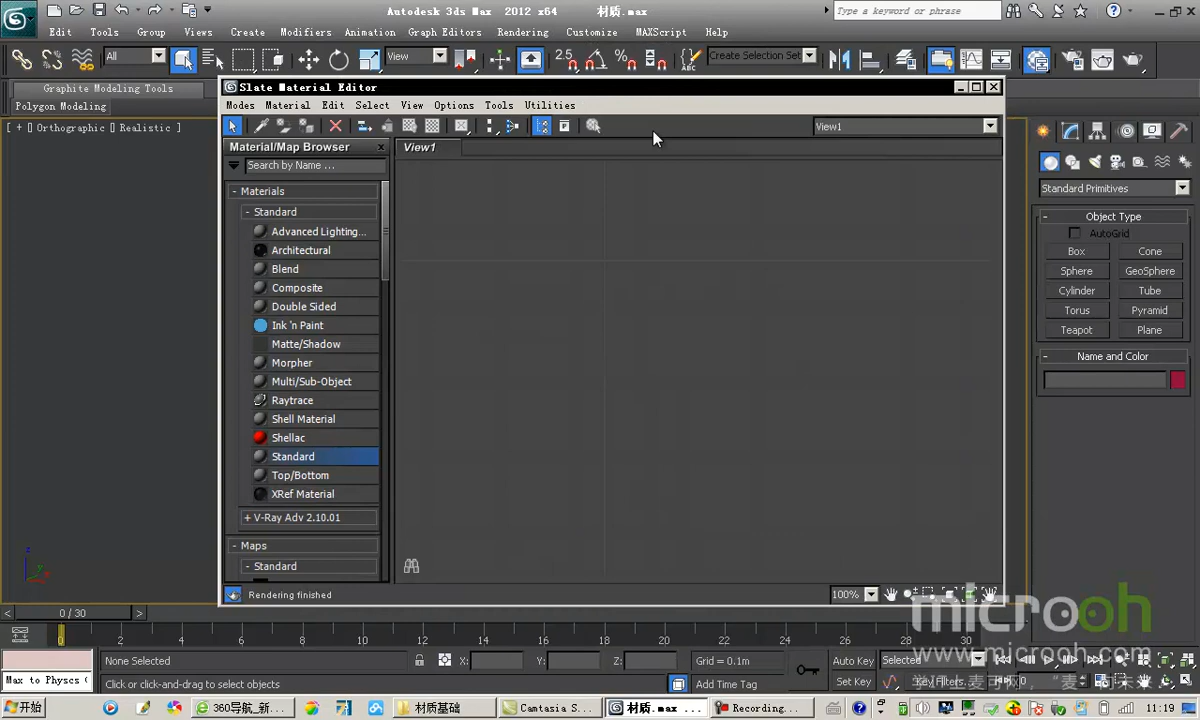 Autodesk 3ds Max 2012 x64 材质.max
Type a keyword or phrase
Edit Tools Group Views Create Modifiers Animation Graph Editors Rendering Customize MAXScript Help
All View 2.5 Create Selection Set
Graphite Modeling Tools
Polygon Modeling
[ + [] Orthographic [ Realistic ]
Slate Material Editor
Modes Material Edit Select View Options Tools Utilities
View1
Material/Map Browser
View1
Search by Name ...
- Materials
- Standard
Advanced Lighting...
Architectural
Blend
Composite
Double Sided
Ink 'n Paint
Matte/Shadow
Morpher
Multi/Sub-Object
Raytrace
Shell Material
Shellac
Standard
Top/Bottom
XRef Material
+ V-Ray Adv 2.10.01
- Maps
- Standard
Rendering finished
100%
Standard Primitives
- Object Type
AutoGrid
Box Cone
Sphere GeoSphere
Cylinder Tube
Torus Pyramid
Teapot Plane
- Name and Color
z
y
x
microoh
www.microoh.com
< 0 / 30 >
0 2 4 6 8 10 12 14 16 18 20 22 24 26 28 30
None Selected X: Y: Z: Grid = 0.1m Auto Key Selected
Max to Physcs (
Click or click-and-drag to select objects Add Time Tag Set Key Key Filters... 0
开始 360导航_新... 材质基础 Camtasia S... 材质.max ... Recording... 11:19